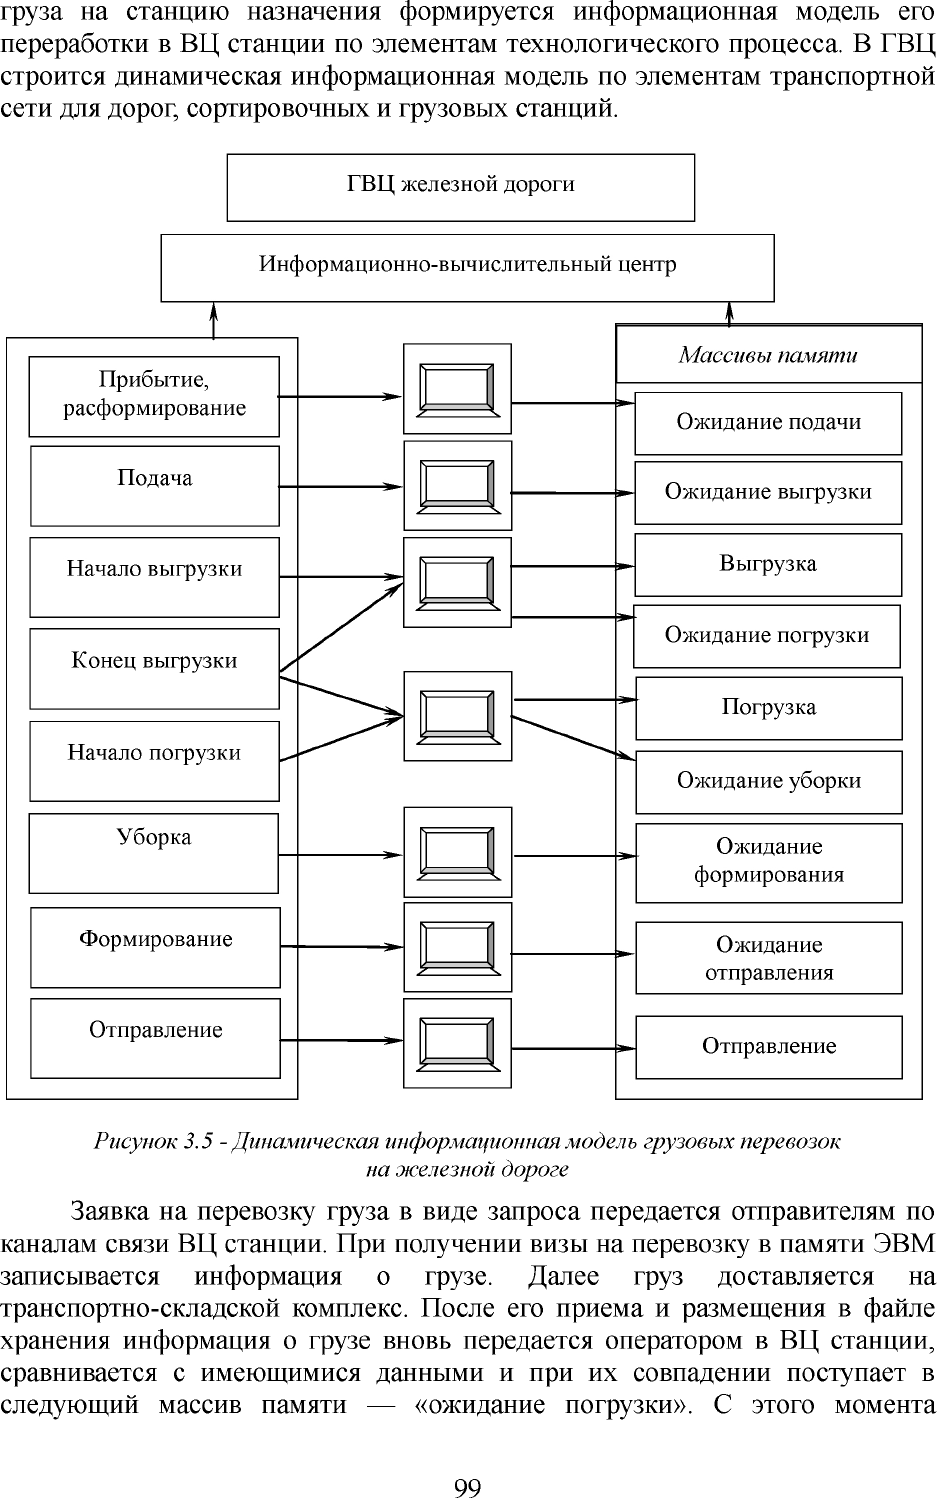 груза на станцию назначения формируется информационная модель его
переработки в ВЦ станции по элементам технологического процесса. В ГВЦ
строится динамическая информационная модель по элементам транспортной
сети для дорог, сортировочных и грузовых станций.
ГВЦ железной дороги
Информационно-вычислительный центр
Прибытие,
расформирование
Подача
Начало выгрузки
Конец выгрузки
Начало погрузки
Уборка
Формирование
Отправление
Массивы памяти
Ожидание подачи
Ожидание выгрузки
Выгрузка
Ожидание погрузки
Погрузка
Ожидание уборки
Ожидание
формирования
Ожидание
отправления
Отправление
Рисунок 3.5 - Динамическая информационная модель грузовых перевозок
на железной дороге
Заявка на перевозку груза в виде запроса передается отправителям по
каналам связи ВЦ станции. При получении визы на перевозку в памяти ЭВМ
записывается информация о грузе. Далее груз доставляется на
транспортно-складской комплекс. После его приема и размещения в файле
хранения информация о грузе вновь передается оператором в ВЦ станции,
сравнивается с имеющимися данными и при их совпадении поступает в
следующий массив памяти — «ожидание погрузки». С этого момента
99